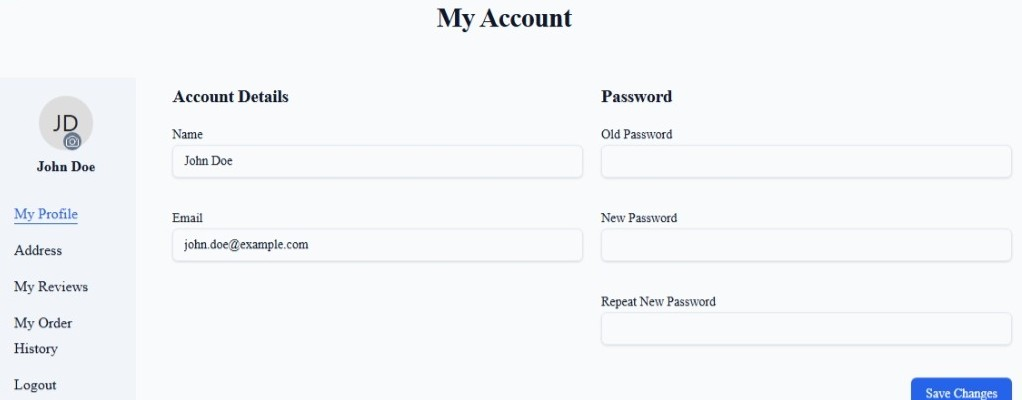 My Account
JD
John Doe
My Profile
Address
My Reviews
My Order
History
Logout
Account Details
Name
John Doe
Email
john.doe@example.com
Password
Old Password
New Password
Repeat New Password
Save Changes